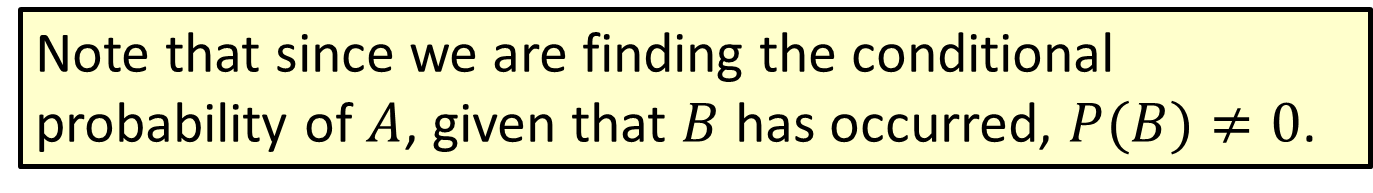 Note that since we are finding the conditional
probability of A, given that B has occurred, P(B) ≠ 0.